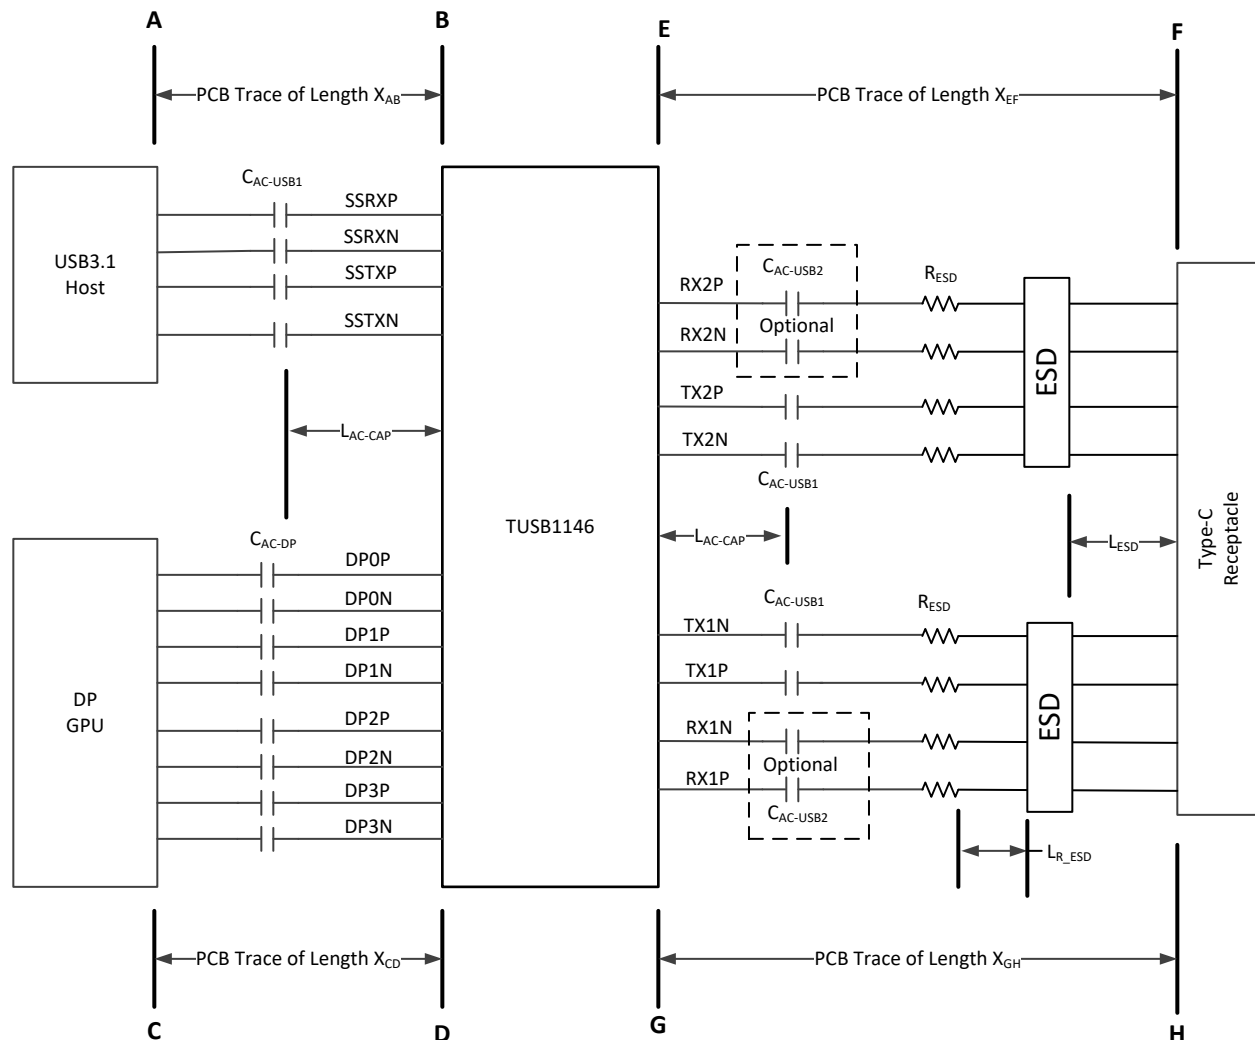 A
B
E
F
PCB Trace of Length XAB
PCB Trace of Length XEF
CAC-USB1
SSRXP
SSRXN
SSTXP
SSTXN
USB3.1
Host
LAC-CAP
RX2P
RX2N
TX2P
TX2N
CAC-USB2
Optional
CAC-USB1
RESD
ESD
TUSB1146
LAC-CAP
LESD
Type-C
Receptacle
CAC-DP
DP0P
DP0N
DP1P
DP1N
DP2P
DP2N
DP3P
DP3N
DP
GPU
CAC-USB1
RESD
TX1N
TX1P
RX1N
RX1P
Optional
CAC-USB2
ESD
LR_ESD
PCB Trace of Length XCD
PCB Trace of Length XGH
C
D
G
H